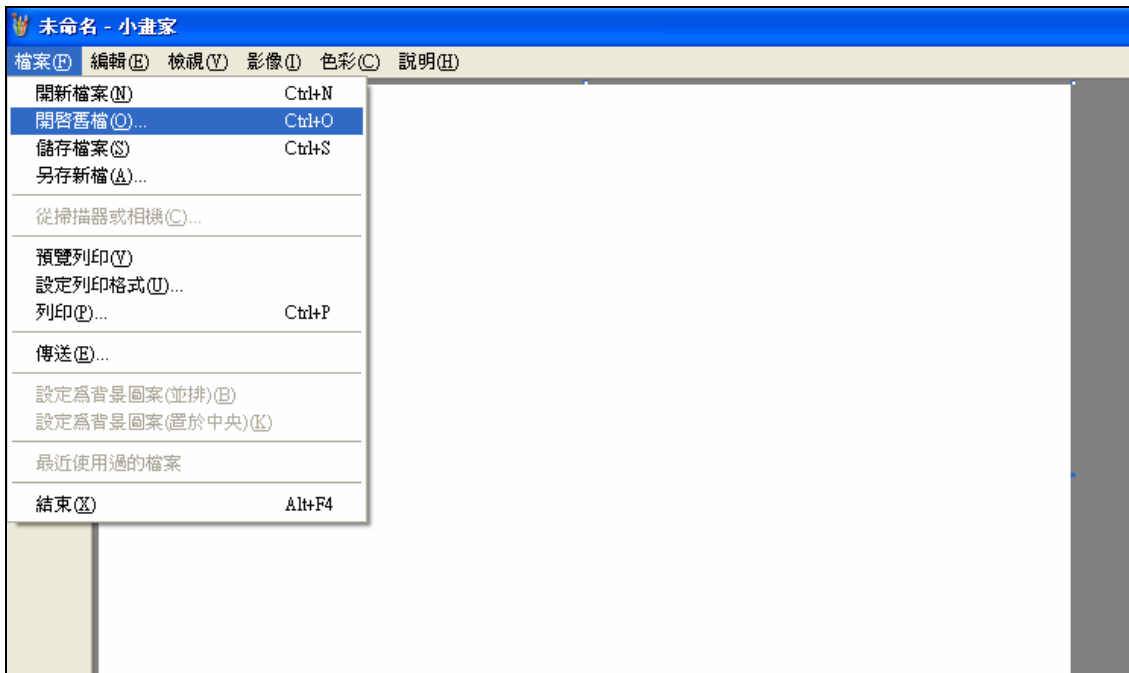 未命名 - 小畫家
檔案(F) 編輯(E) 檢視(V) 影像(I) 色彩(C) 說明(H)
開新檔案(N) Ctrl+N
開啓舊檔(O)... Ctrl+O
儲存檔案(S) Ctrl+S
另存新檔(A)...
從掃描器或相機(C)...
預覽列印(V)
設定列印格式(U)...
列印(P)... Ctrl+P
傳送(E)...
設定爲背景圖案(並排)(B)
設定爲背景圖案(置於中央)(K)
最近使用過的檔案
結束(X) Alt+F4